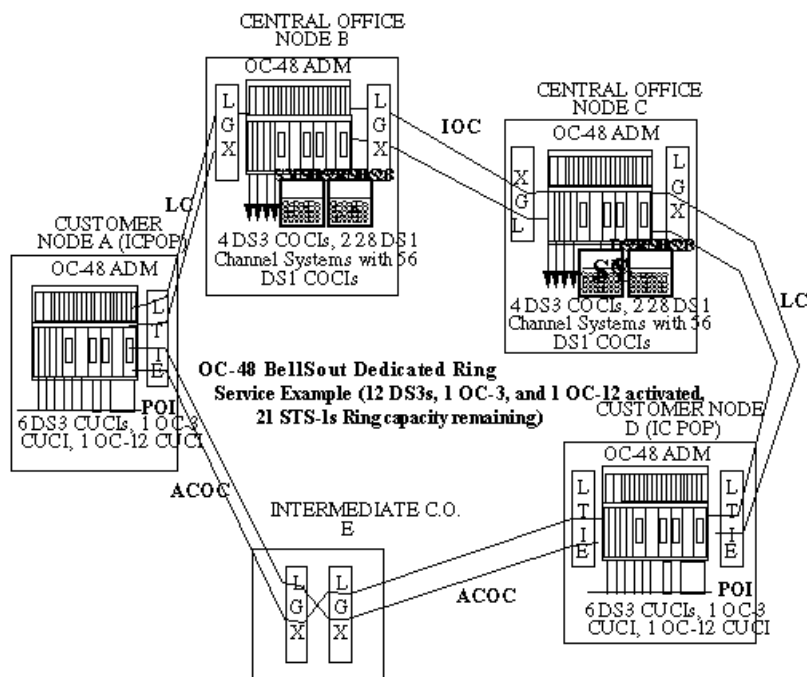 CENTRAL OFFICE
NODE B
OC-48 ADM
L
G
X
L
G
X
IOC
CENTRAL OFFICE
NODE C
OC-48 ADM
X
G
L
L
G
X
LC
4 DS3 COCIs, 2 28 DS1
Channel Systems with 56
DS1 COCIs
CUSTOMER
NODE A (ICPOP)
OC-48 ADM
L
T
I
E
POI
6 DS3 CUCIs, 1 OC-3
CUCI, 1 OC-12 CUCI
4 DS3 COCIs, 2 28 DS1
Channel Systems with 56
DS1 COCIs
LC
OC-48 BellSout Dedicated Ring
Service Example (12 DS3s, 1 OC-3, and 1 OC-12 activated,
21 STS-1s Ring capacity remaining)
CUSTOMER NODE
D (IC POP)
OC-48 ADM
L
T
I
E
L
T
I
E
POI
6 DS3 CUCIs, 1 OC-3
CUCI, 1 OC-12 CUCI
ACOC
INTERMEDIATE C.O.
E
L
G
X
L
G
X
ACOC